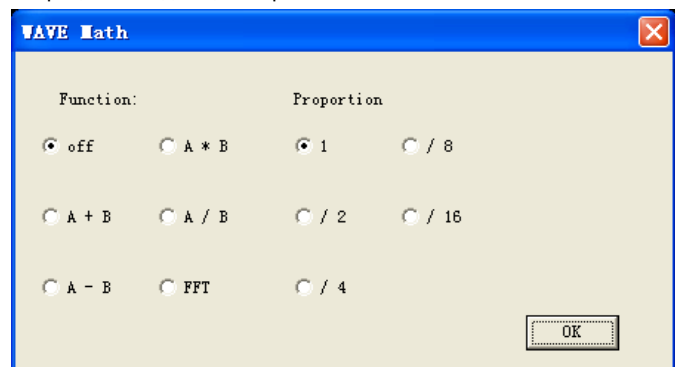 WAVE Math
Function: Proportion
off A * B 1 / 8
A + B A / B / 2 / 16
A - B FFT / 4
OK